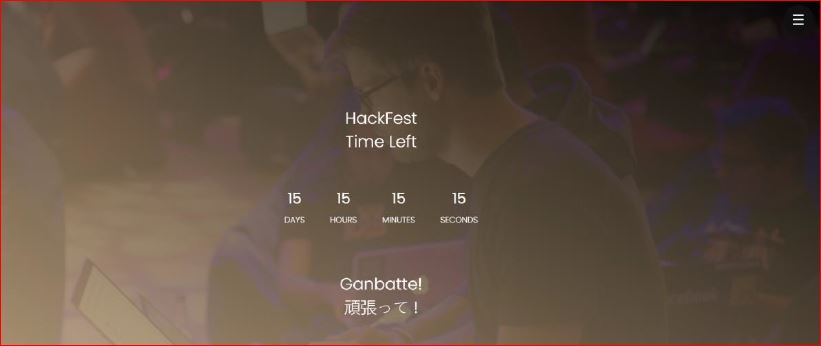 HackFest
Time Left
15 15 15 15
DAYS HOURS MINUTES SECONDS
Ganbatte!
頑張って！